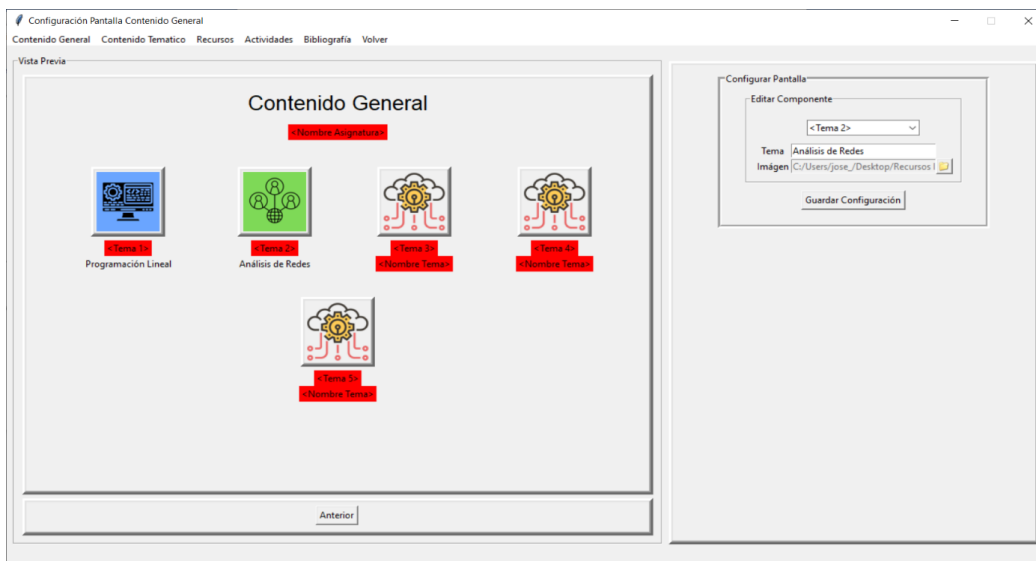 Configuración Pantalla Contenido General
Contenido General Contenido Tematico Recursos Actividades Bibliografía Volver
Vista Previa
Contenido General
<Nombre Asignatura>
<Tema 1> <Tema 2> <Tema 3> <Tema 4>
Programación Lineal Análisis de Redes <Nombre Tema> <Nombre Tema>
<Tema 5>
<Nombre Tema>
Anterior
Configurar Pantalla
Editar Componente
<Tema 2>
Tema Análisis de Redes
Imágen C:/Users/jose_/Desktop/Recursos
Guardar Configuración